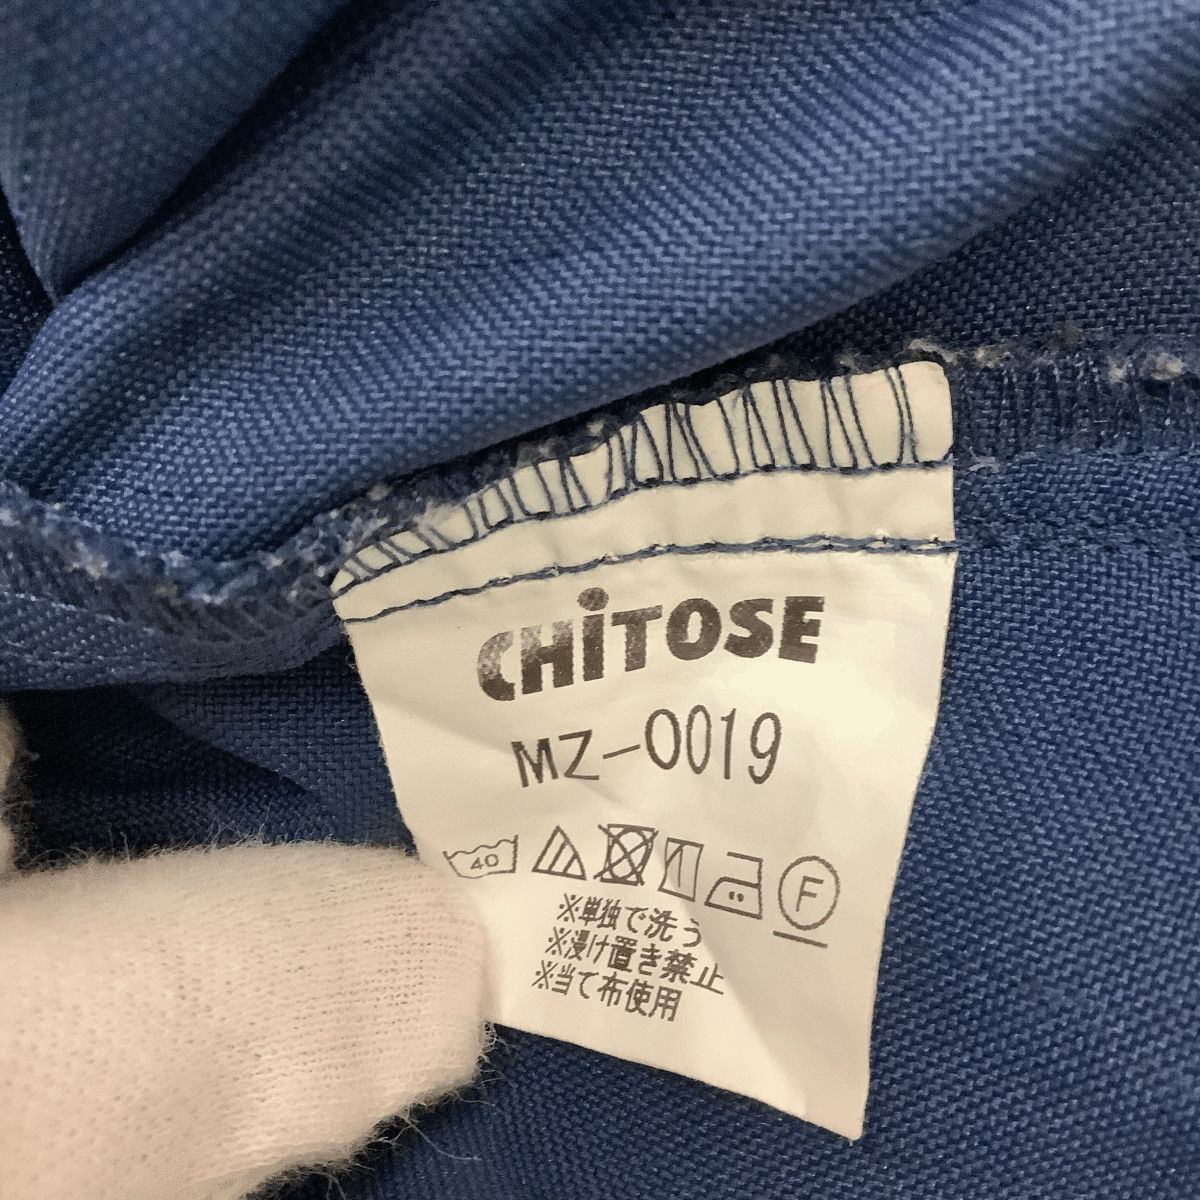 CHiTOSE
MZ-0019
40
F
※単独で洗う
※浸け置き禁止
※当て布使用